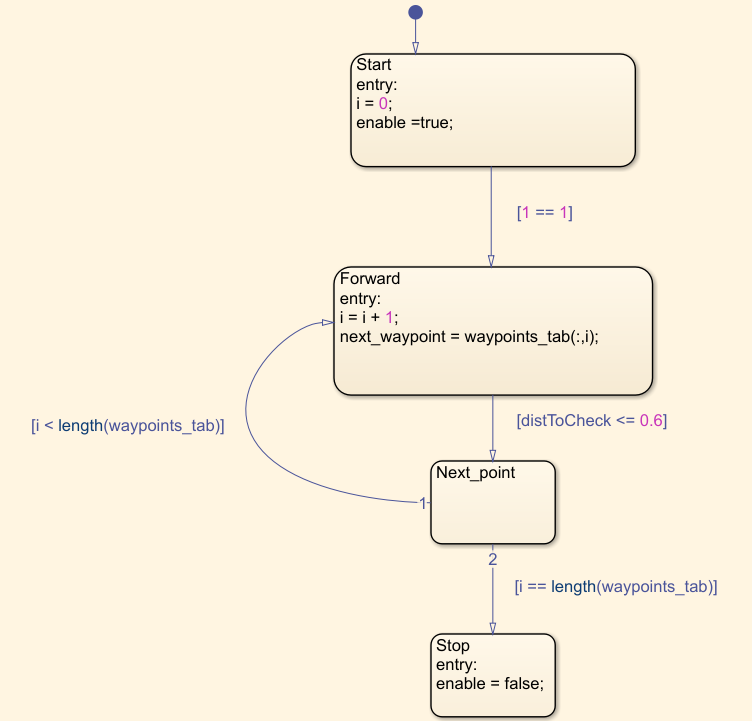 Start
entry:
i = 0;
enable =true;
[1 == 1]
Forward
entry:
i = i + 1;
next_waypoint = waypoints_tab(:,i);
[distToCheck <= 0.6]
[i < length(waypoints_tab)]
Next_point
1
2
[i == length(waypoints_tab)]
Stop
entry:
enable = false;